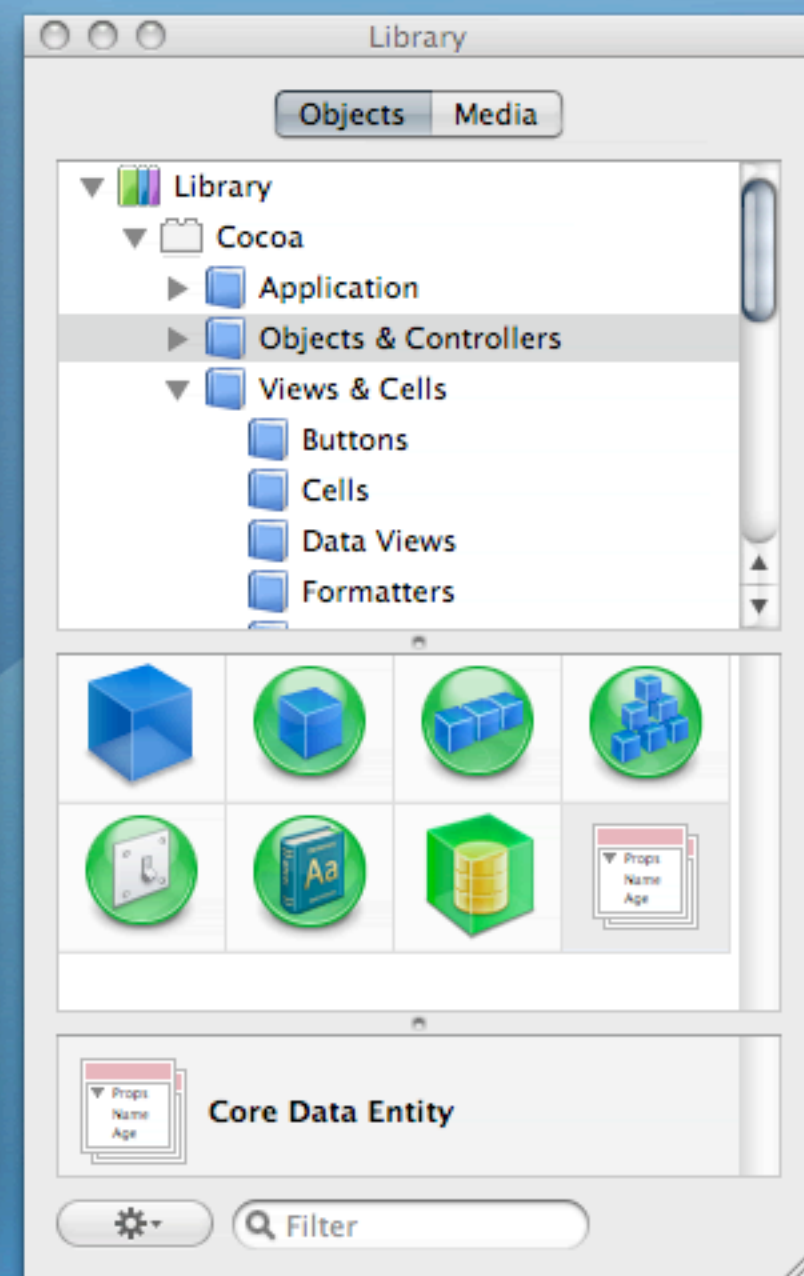 Library
Objects Media
Library
Cocoa
Application
Objects & Controllers
Views & Cells
Buttons
Cells
Data Views
Formatters
Aa
Props
Name
Age
Props
Name
Age
Core Data Entity
Filter